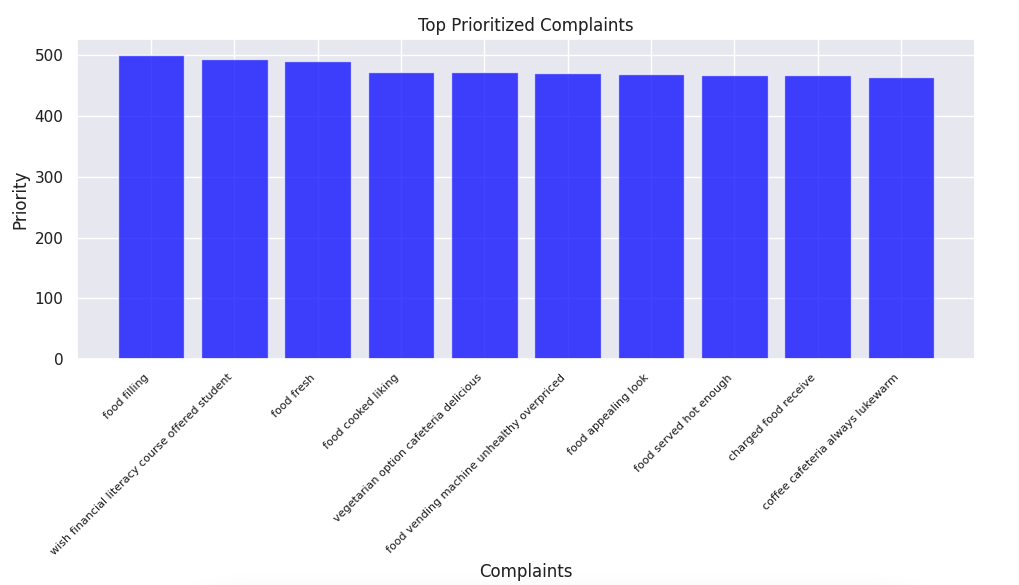 Top Prioritized Complaints
Priority
500
400
300
200
100
0
food filling
wish financial literacy course offered student
food fresh
food cooked liking
vegetarian option cafeteria delicious
food vending machine unhealthy overpriced
food appealing look
food served hot enough
charged food receive
coffee cafeteria always lukewarm
Complaints